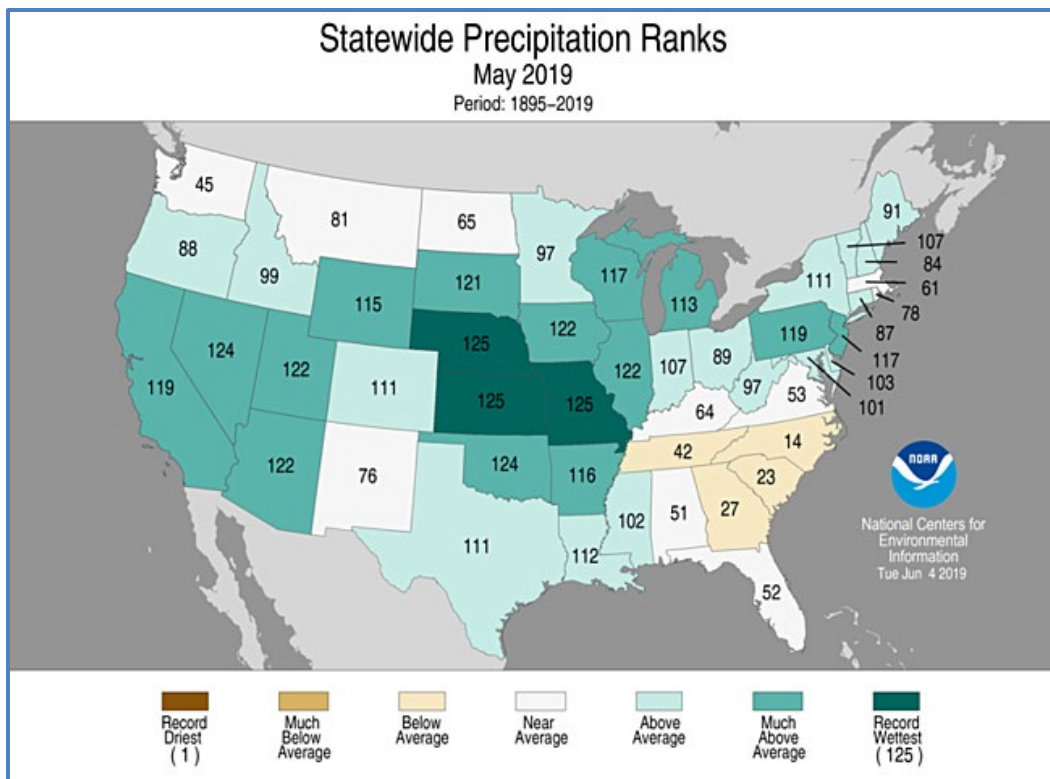 Statewide Precipitation Ranks
May 2019
Period: 1895–2019
45
81
65
97
91
88
99
115
121
117
113
111
107
84
61
78
87
119
124
122
111
125
122
125
125
122
107
89
119
117
103
101
97
53
64
122
76
124
116
42
14
23
27
51
102
112
111
52
NOAA
National Centers for
Environmental
Information
Tue Jun 4 2019
Record
Driest
(1)
Much
Below
Average
Below
Average
Near
Average
Above
Average
Much
Above
Average
Record
Wettest
(125)